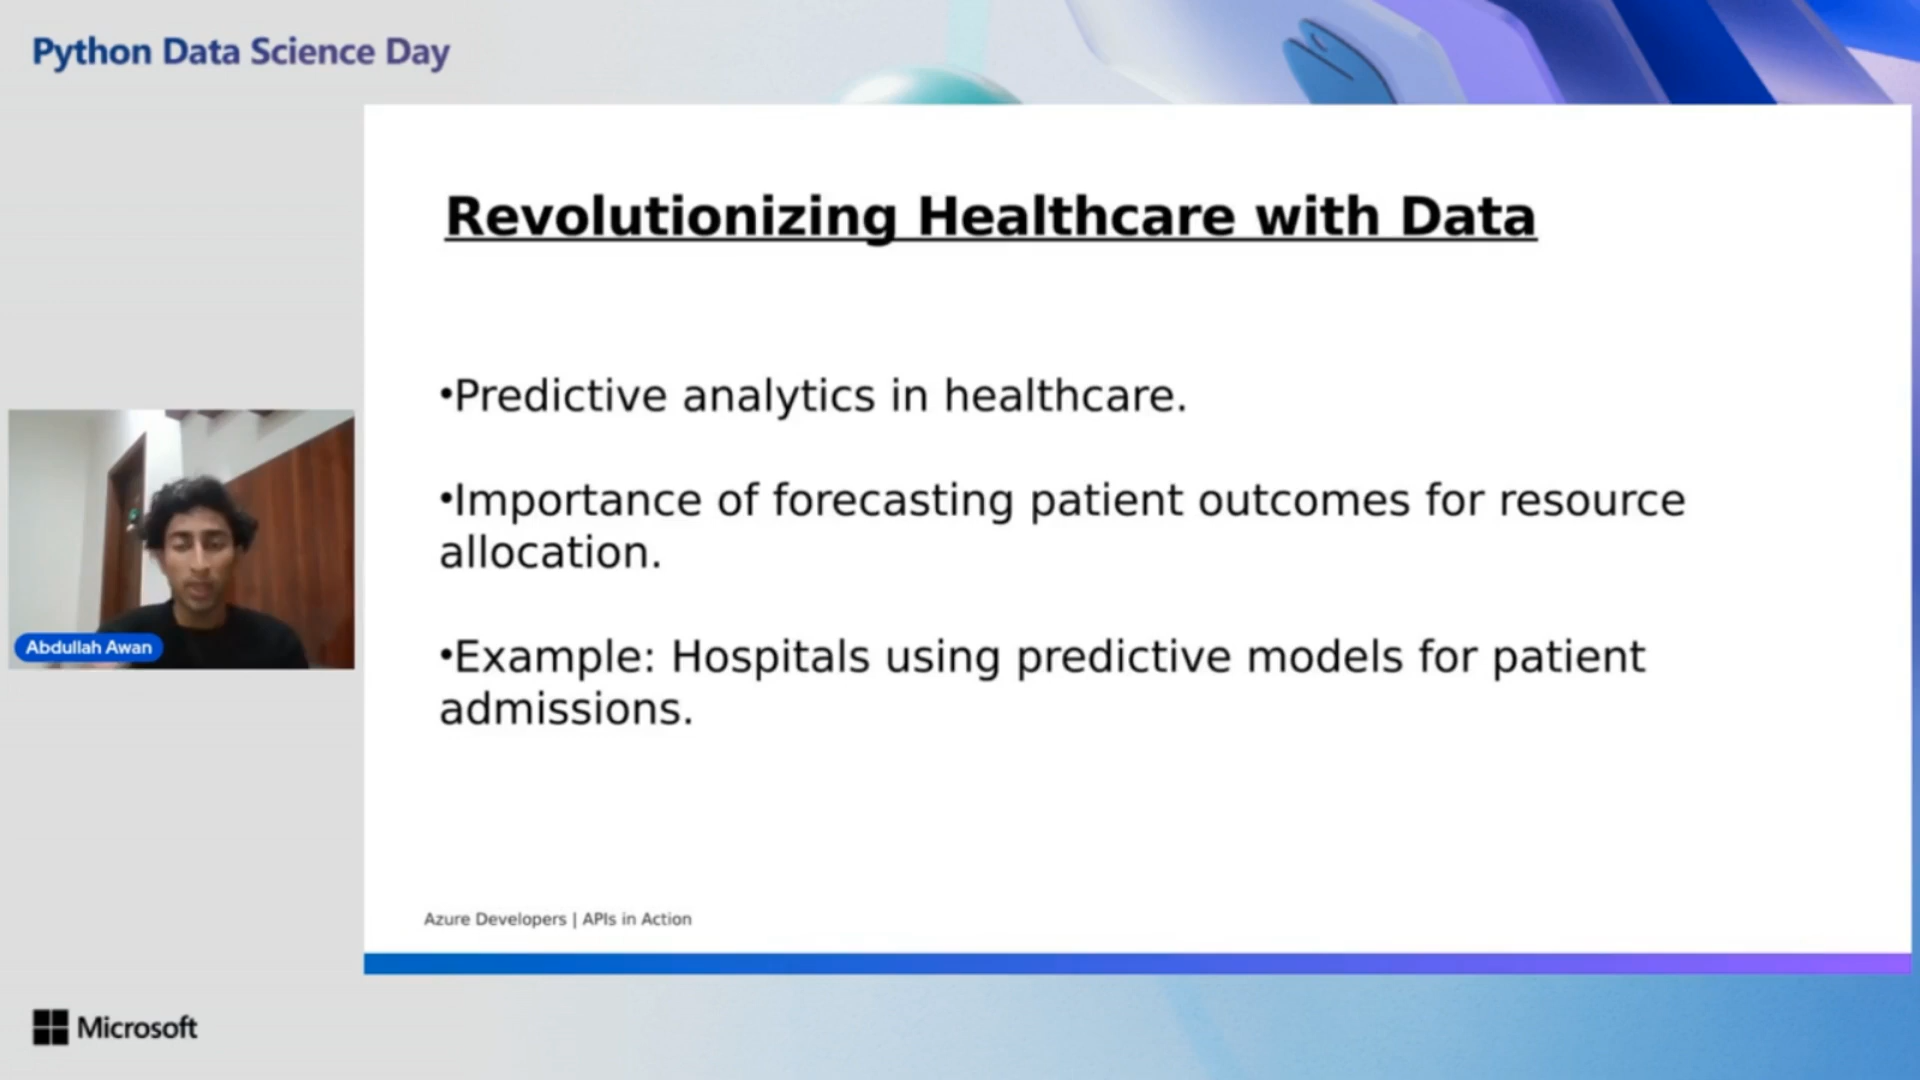 Python Data Science Day
Revolutionizing Healthcare with Data
•Predictive analytics in healthcare.
•Importance of forecasting patient outcomes for resource
allocation.
•Example: Hospitals using predictive models for patient
admissions.
Abdullah Awan
Azure Developers | APIs in Action
Microsoft